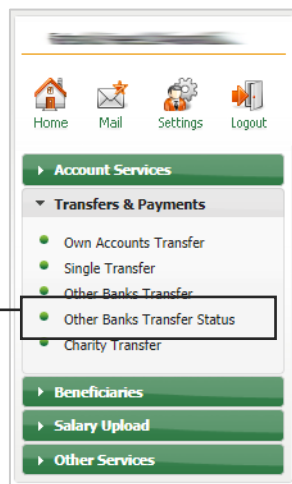 Home Mail Settings Logout
Account Services
Transfers & Payments
Own Accounts Transfer
Single Transfer
Other Banks Transfer
Other Banks Transfer Status
Charity Transfer
Beneficiaries
Salary Upload
Other Services